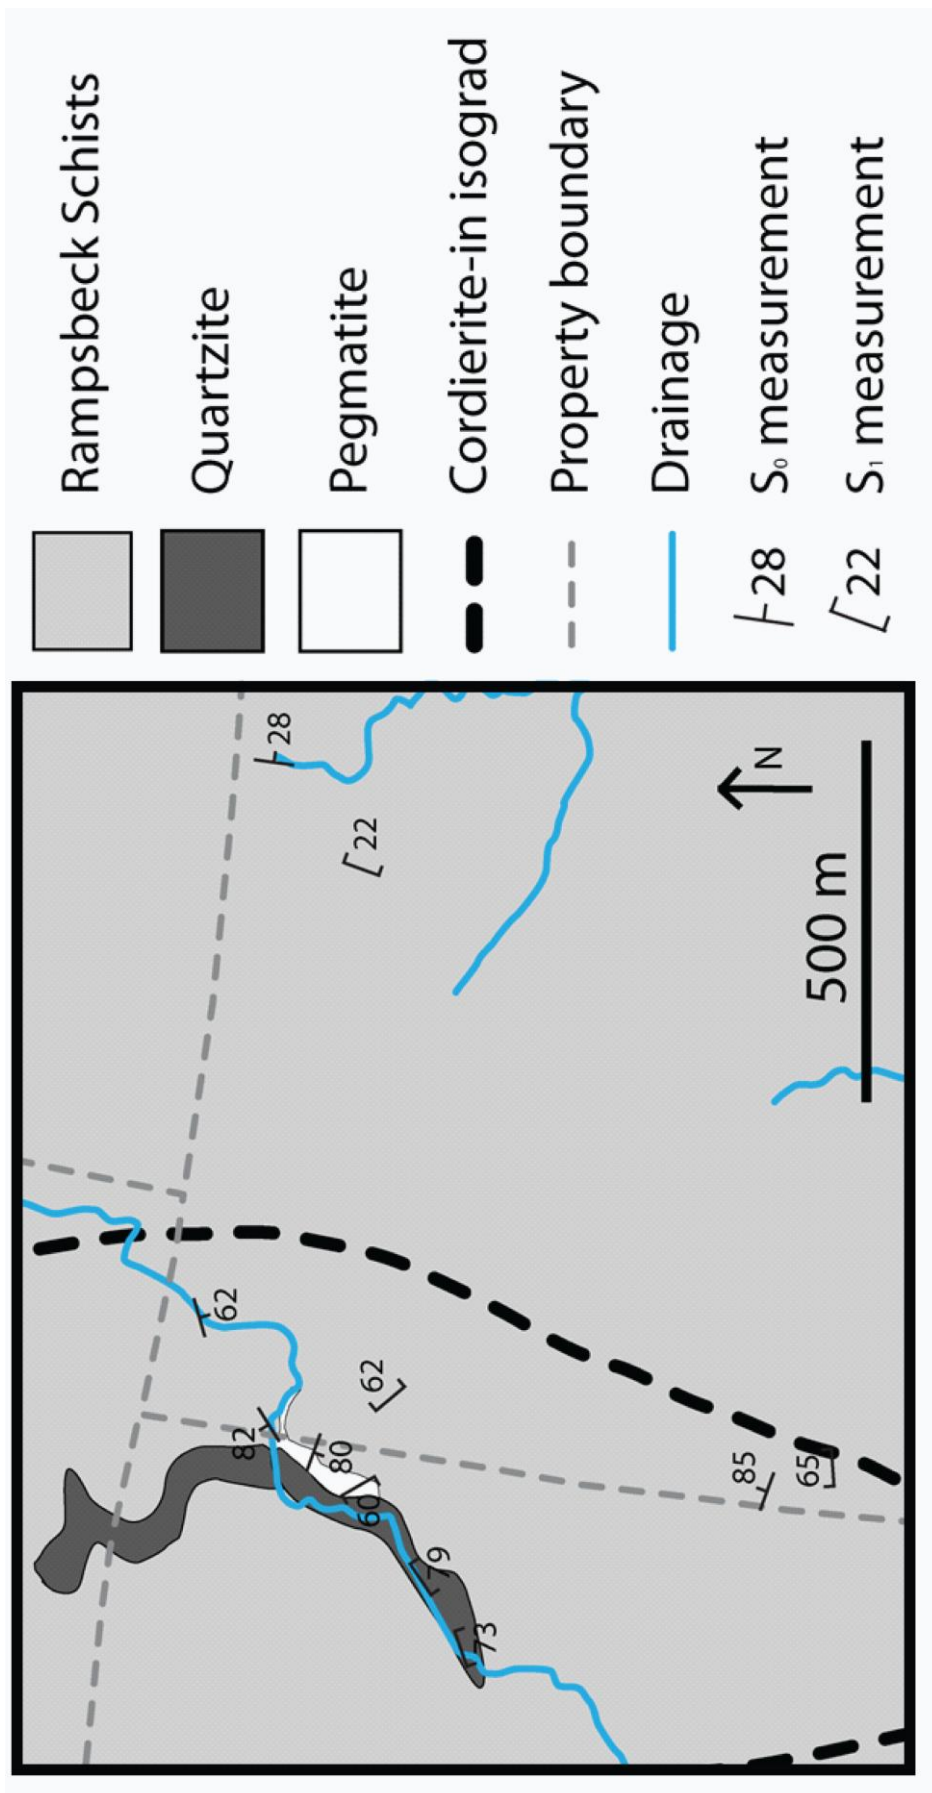 Rampsbeck Schists
Quartzite
Pegmatite
Cordierite-in isograd
Property boundary
Drainage
28 S₀ measurement
22 S₁ measurement
28
22
62
62
82
80
60
79
73
85
65
N
500 m